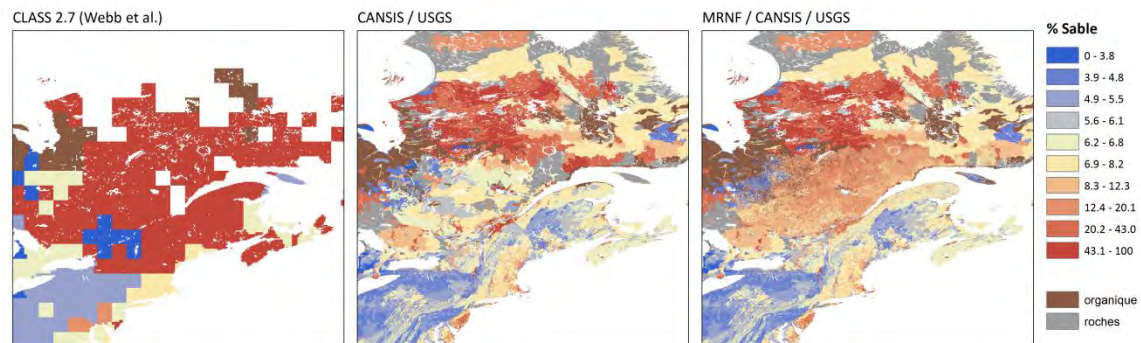 CLASS 2.7 (Webb et al.)
CANSIS / USGS
MRNF / CANSIS / USGS
% Sable
0 - 3.8
3.9 - 4.8
4.9 - 5.5
5.6 - 6.1
6.2 - 6.8
6.9 - 8.2
8.3 - 12.3
12.4 - 20.1
20.2 - 43.0
43.1 - 100
organique
roches